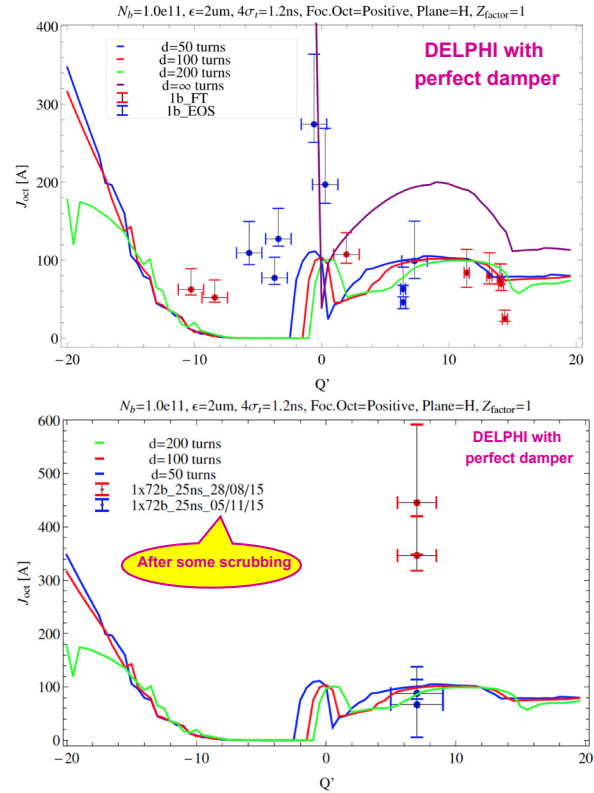 N_b=1.0e11, ϵ=2um, 4σ_t=1.2ns, Foc.Oct=Positive, Plane=H, Z_factor=1
DELPHI with
perfect damper
d=50 turns
d=100 turns
d=200 turns
d=∞ turns
1b_FT
1b_EOS
400
300
200
100
0
J_oct [A]
-20
-10
0
10
20
Q'
N_b=1.0e11, ϵ=2um, 4σ_t=1.2ns, Foc.Oct=Positive, Plane=H, Z_factor=1
DELPHI with
perfect damper
d=200 turns
d=100 turns
d=50 turns
1x72b_25ns_28/08/15
1x72b_25ns_05/11/15
After some scrubbing
600
500
400
300
200
100
0
J_oct [A]
-20
-10
0
10
20
Q'